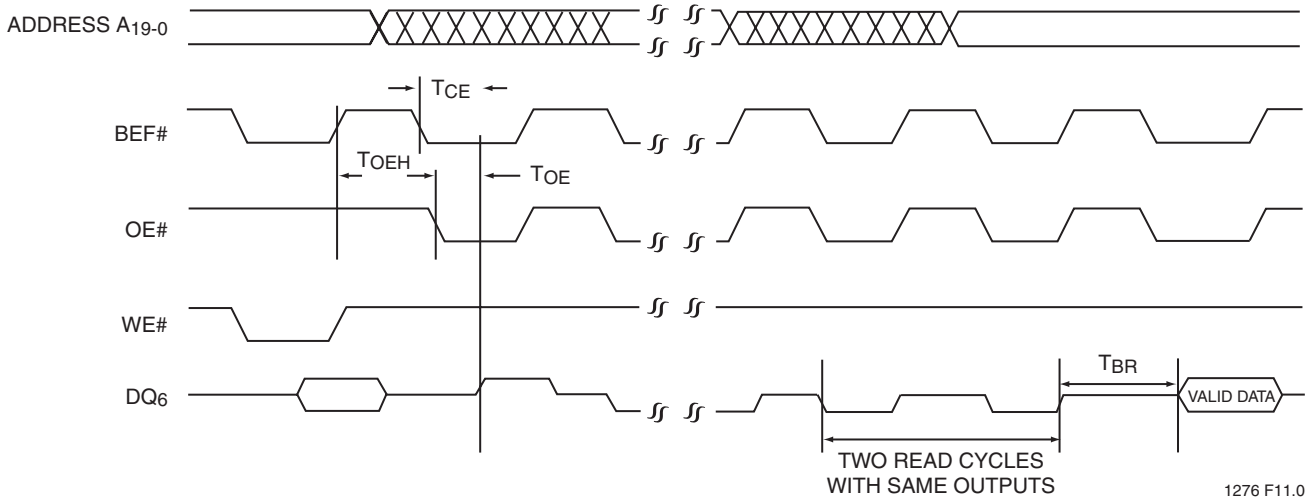 ADDRESS A19-0
TCE
BEF#
TOEH
TOE
OE#
WE#
TBR
DQ6
VALID DATA
TWO READ CYCLES
WITH SAME OUTPUTS
1276 F11.0